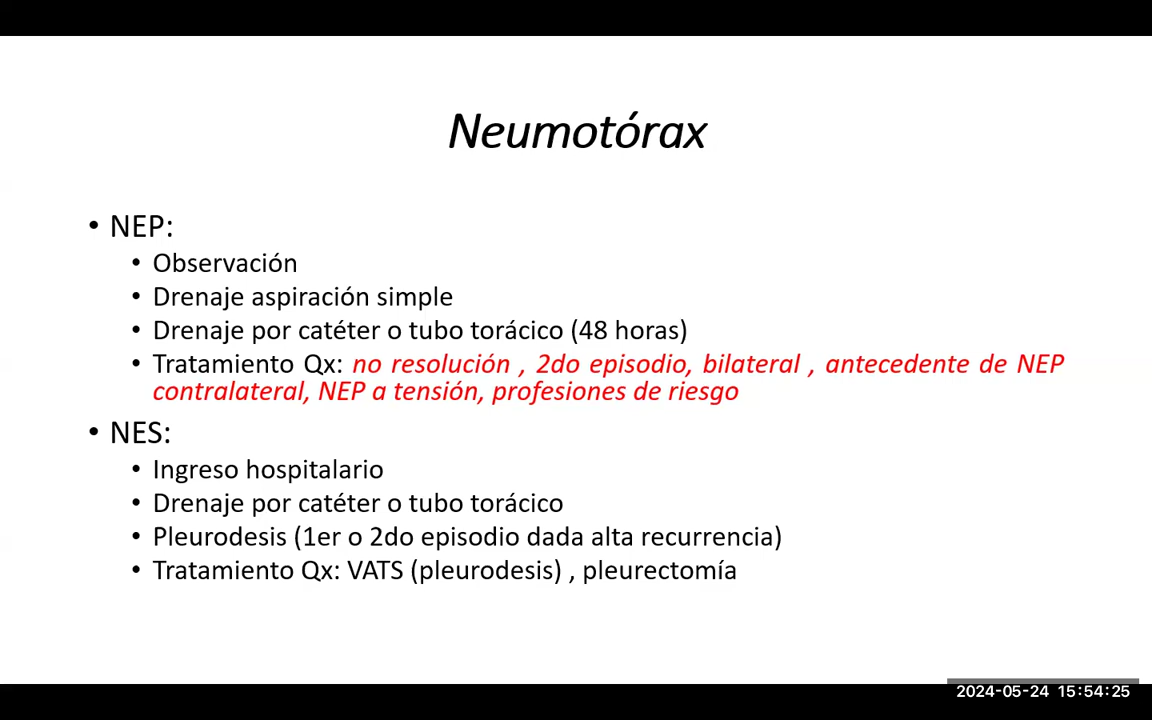 Neumotórax
• NEP:
• Observación
• Drenaje aspiración simple
• Drenaje por catéter o tubo torácico (48 horas)
• Tratamiento Qx: no resolución , 2do episodio, bilateral , antecedente de NEP
contralateral, NEP a tensión, profesiones de riesgo
• NES:
• Ingreso hospitalario
• Drenaje por catéter o tubo torácico
• Pleurodesis (1er o 2do episodio dada alta recurrencia)
• Tratamiento Qx: VATS (pleurodesis) , pleurectomía
2024-05-24 15:54:25